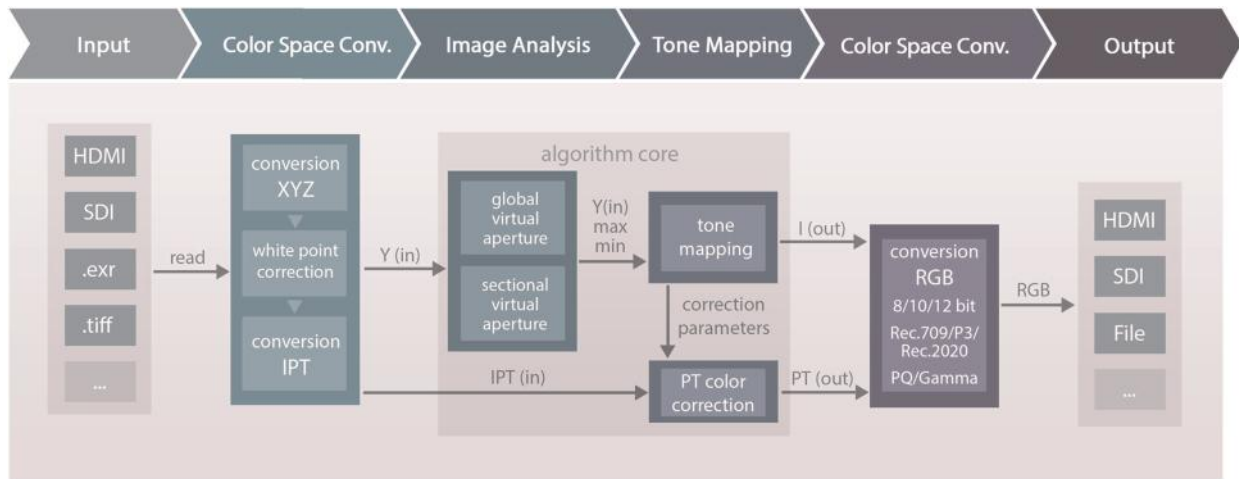 Input
Color Space Conv.
Image Analysis
Tone Mapping
Color Space Conv.
Output
HDMI
SDI
.exr
.tiff
...
read
conversion
XYZ
white point
correction
conversion
IPT
Y (in)
IPT (in)
algorithm core
global
virtual
aperture
sectional
virtual
aperture
Y(in)
max
min
tone
mapping
correction
parameters
PT color
correction
I (out)
PT (out)
conversion
RGB
8/10/12 bit
Rec.709/P3/
Rec.2020
PQ/Gamma
RGB
HDMI
SDI
File
...